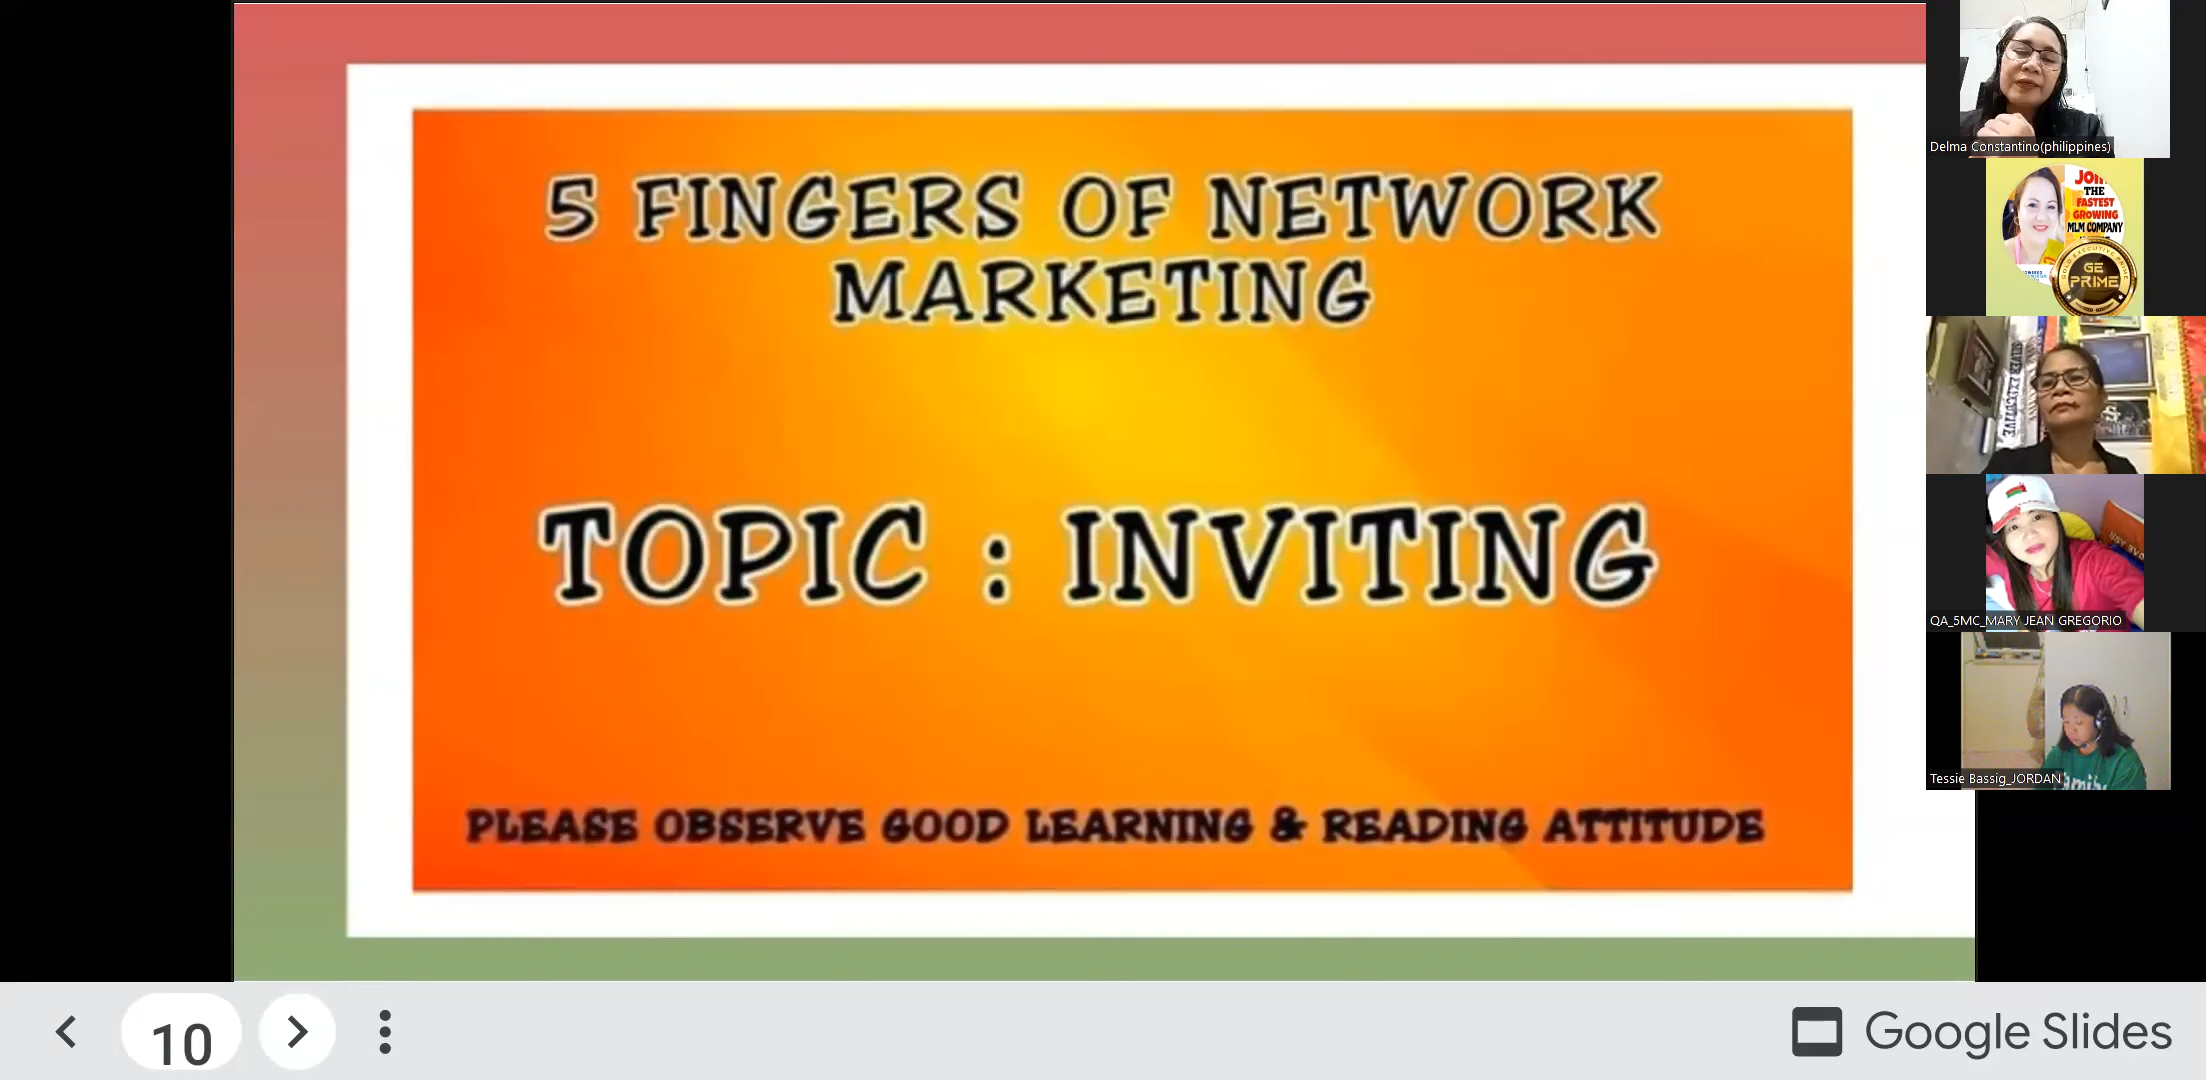 5 FINGERS OF NETWORK
MARKETING
TOPIC : INVITING
PLEASE OBSERVE GOOD LEARNING & READING ATTITUDE
Delma Constantino(philippines)
THE
FASTEST
GROWING
MLM COMPANY
GE
PRIME
QA_5MC_MARY JEAN GREGORIO
Tessie Bassig_JORDAN
10
Google Slides